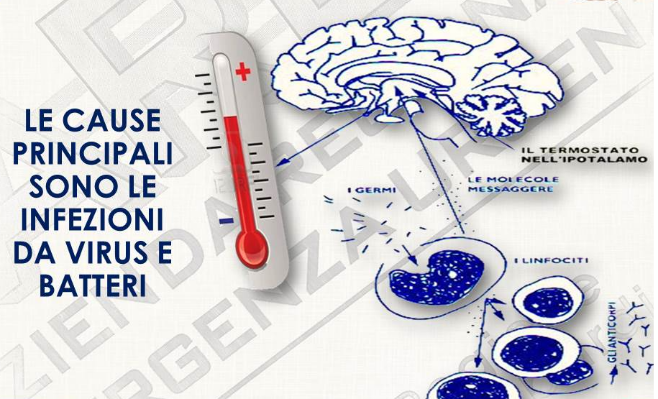 LE CAUSE
PRINCIPALI
SONO LE
INFEZIONI
DA VIRUS E
BATTERI
IL TERMOSTATO
NELL'IPOTALAMO
LE MOLECOLE
MESSAGGERE
I GERMI
I LINFOCITI
GLI ANTICORPI